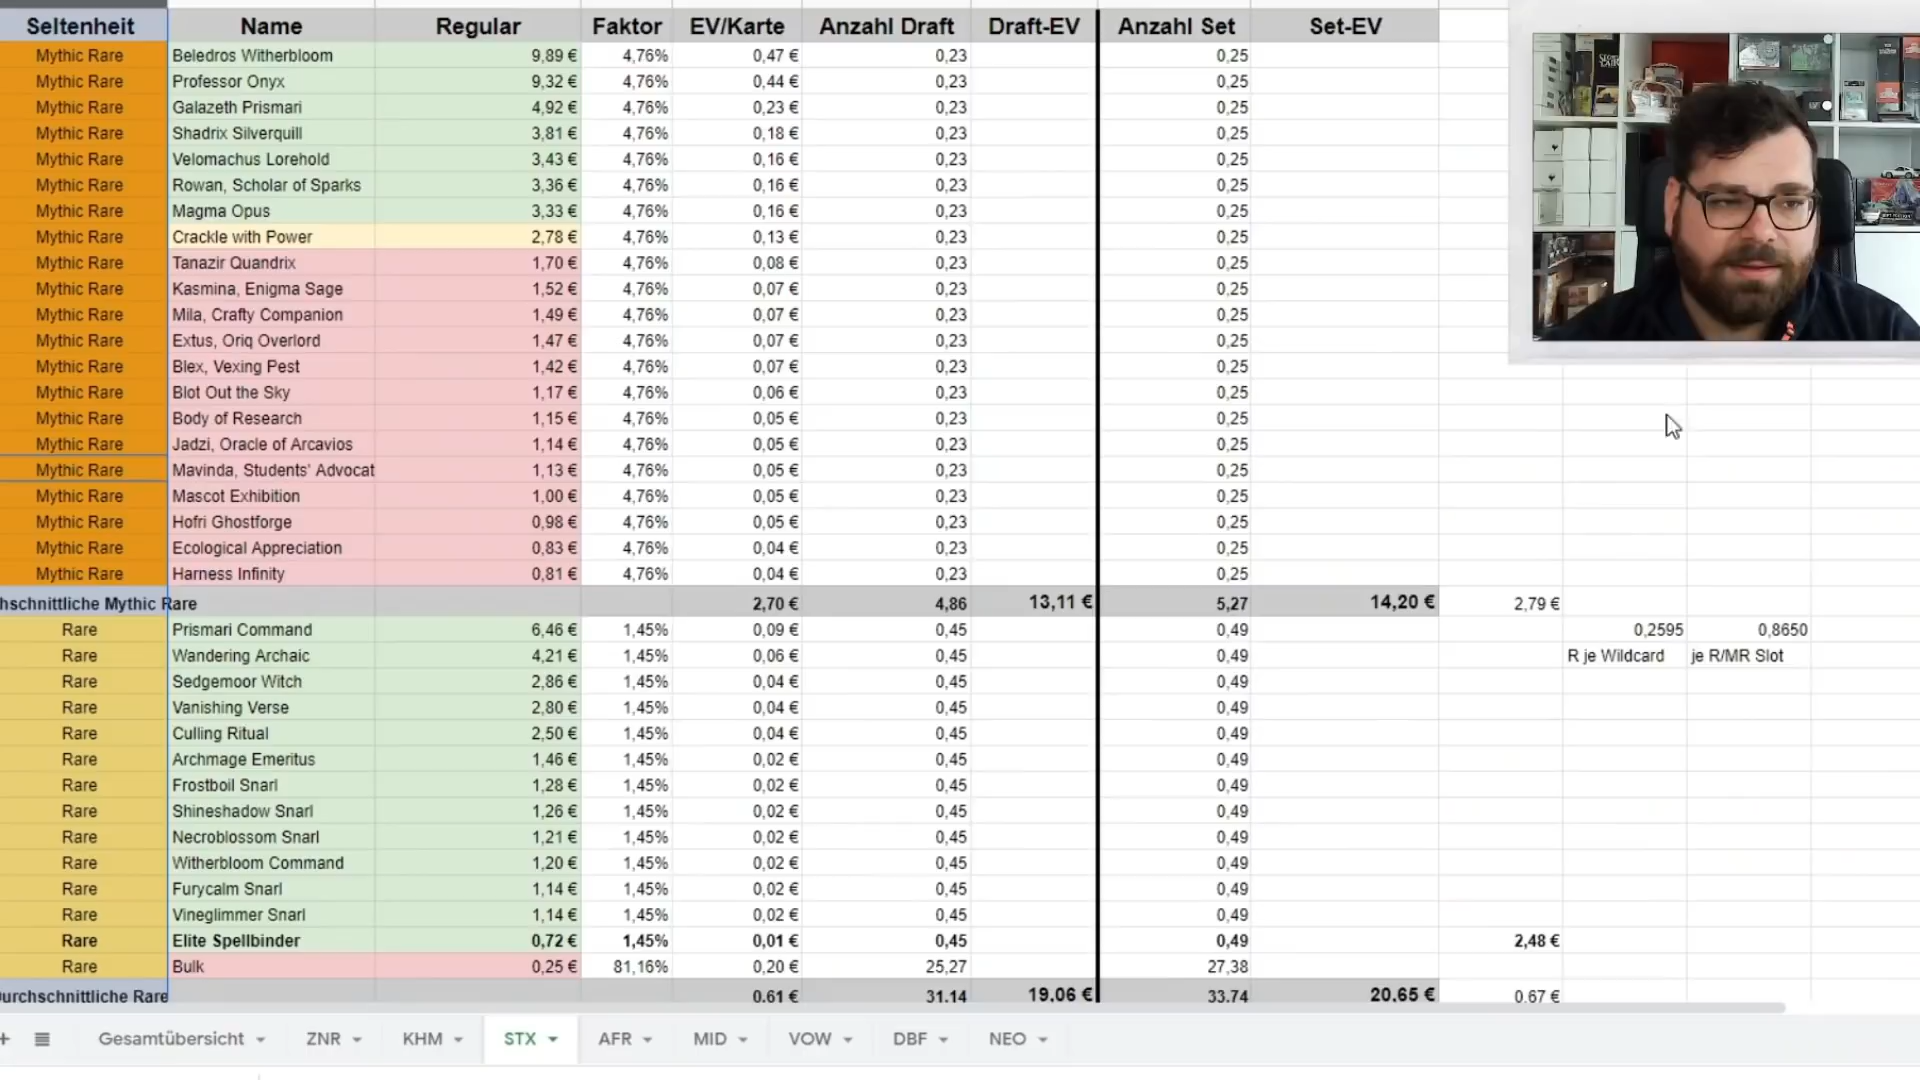 Seltenheit Name Regular Faktor EV/Karte Anzahl Draft Draft-EV Anzahl Set Set-EV
Mythic Rare Beledros Witherbloom 9,89 € 4,76% 0,47 € 0,23 0,25
Mythic Rare Professor Onyx 9,32 € 4,76% 0,44 € 0,23 0,25
Mythic Rare Galazeth Prismari 4,92 € 4,76% 0,23 € 0,23 0,25
Mythic Rare Shadrix Silverquill 3,81 € 4,76% 0,18 € 0,23 0,25
Mythic Rare Velomachus Lorehold 3,43 € 4,76% 0,16 € 0,23 0,25
Mythic Rare Rowan, Scholar of Sparks 3,36 € 4,76% 0,16 € 0,23 0,25
Mythic Rare Magma Opus 3,33 € 4,76% 0,16 € 0,23 0,25
Mythic Rare Crackle with Power 2,78 € 4,76% 0,13 € 0,23 0,25
Mythic Rare Tanazir Quandrix 1,70 € 4,76% 0,08 € 0,23 0,25
Mythic Rare Kasmina, Enigma Sage 1,52 € 4,76% 0,07 € 0,23 0,25
Mythic Rare Mila, Crafty Companion 1,49 € 4,76% 0,07 € 0,23 0,25
Mythic Rare Extus, Oriq Overlord 1,47 € 4,76% 0,07 € 0,23 0,25
Mythic Rare Blex, Vexing Pest 1,42 € 4,76% 0,07 € 0,23 0,25
Mythic Rare Blot Out the Sky 1,17 € 4,76% 0,06 € 0,23 0,25
Mythic Rare Body of Research 1,15 € 4,76% 0,05 € 0,23 0,25
Mythic Rare Jadzi, Oracle of Arcavios 1,14 € 4,76% 0,05 € 0,23 0,25
Mythic Rare Mavinda, Students' Advocat 1,13 € 4,76% 0,05 € 0,23 0,25
Mythic Rare Mascot Exhibition 1,00 € 4,76% 0,05 € 0,23 0,25
Mythic Rare Hofri Ghostforge 0,98 € 4,76% 0,05 € 0,23 0,25
Mythic Rare Ecological Appreciation 0,83 € 4,76% 0,04 € 0,23 0,25
Mythic Rare Harness Infinity 0,81 € 4,76% 0,04 € 0,23 0,25
hschnittliche Mythic Rare 2,70 € 4,86 13,11 € 5,27 14,20 € 2,79 €
Rare Prismari Command 6,46 € 1,45% 0,09 € 0,45 0,49 0,2595 0,8650
Rare Wandering Archaic 4,21 € 1,45% 0,06 € 0,45 0,49 R je Wildcard je R/MR Slot
Rare Sedgemoor Witch 2,86 € 1,45% 0,04 € 0,45 0,49
Rare Vanishing Verse 2,80 € 1,45% 0,04 € 0,45 0,49
Rare Culling Ritual 2,50 € 1,45% 0,04 € 0,45 0,49
Rare Archmage Emeritus 1,46 € 1,45% 0,02 € 0,45 0,49
Rare Frostboil Snarl 1,28 € 1,45% 0,02 € 0,45 0,49
Rare Shineshadow Snarl 1,26 € 1,45% 0,02 € 0,45 0,49
Rare Necroblossom Snarl 1,21 € 1,45% 0,02 € 0,45 0,49
Rare Witherbloom Command 1,20 € 1,45% 0,02 € 0,45 0,49
Rare Furycalm Snarl 1,14 € 1,45% 0,02 € 0,45 0,49
Rare Vineglimmer Snarl 1,14 € 1,45% 0,02 € 0,45 0,49
Rare Elite Spellbinder 0,72 € 1,45% 0,01 € 0,45 0,49 2,48 €
Rare Bulk 0,25 € 81,16% 0,20 € 25,27 27,38
urchschnittliche Rare 0.61 € 31.14 19,06 € 33.74 20,65 € 0.67 €
Gesamtübersicht ZNR KHM STX AFR MID VOW DBF NEO